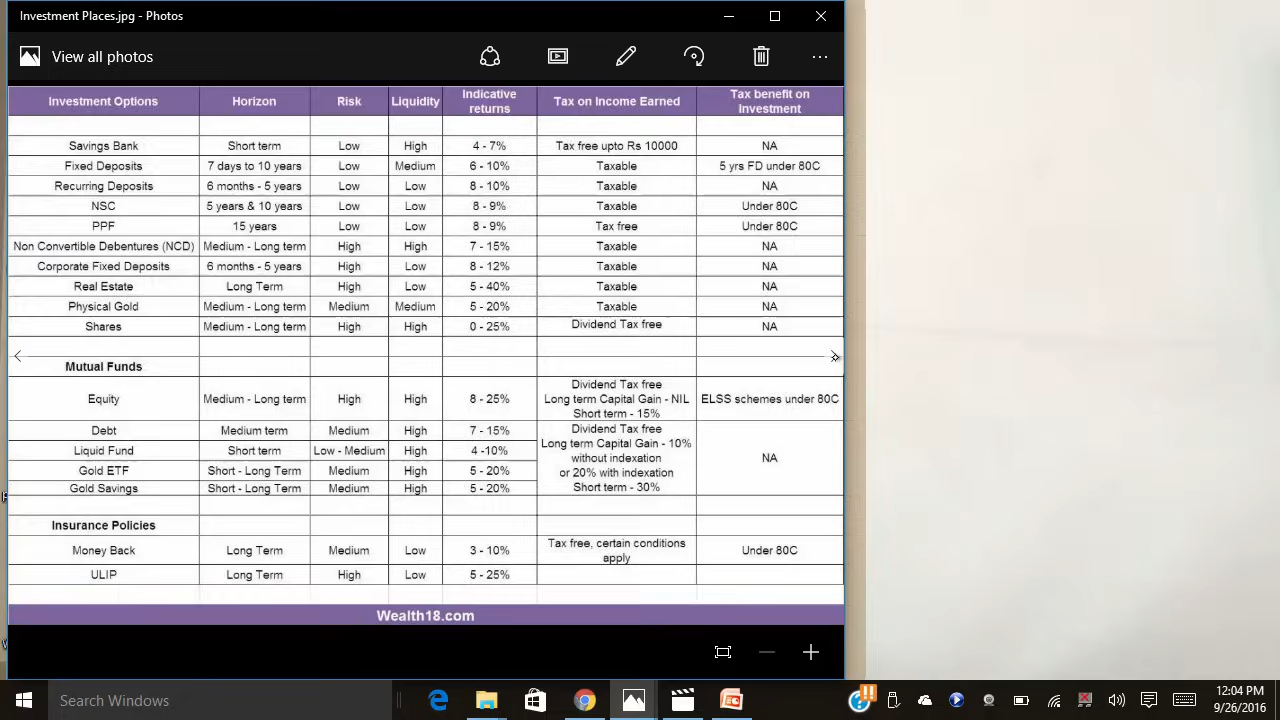 Investment Places.jpg - Photos
View all photos
Investment Options Horizon Risk Liquidity Indicative returns Tax on Income Earned Tax benefit on Investment
Savings Bank Short term Low High 4 - 7% Tax free upto Rs 10000 NA
Fixed Deposits 7 days to 10 years Low Medium 6 - 10% Taxable 5 yrs FD under 80C
Recurring Deposits 6 months - 5 years Low Low 8 - 10% Taxable NA
NSC 5 years & 10 years Low Low 8 - 9% Taxable Under 80C
PPF 15 years Low Low 8 - 9% Tax free Under 80C
Non Convertible Debentures (NCD) Medium - Long term High High 7 - 15% Taxable NA
Corporate Fixed Deposits 6 months - 5 years High Low 8 - 12% Taxable NA
Real Estate Long Term High Low 5 - 40% Taxable NA
Physical Gold Medium - Long term Medium Medium 5 - 20% Taxable NA
Shares Medium - Long term High High 0 - 25% Dividend Tax free NA
Mutual Funds
Equity Medium - Long term High High 8 - 25% Dividend Tax free Long term Capital Gain - NIL Short term - 15% ELSS schemes under 80C
Debt Medium term Medium High 7 - 15% Dividend Tax free
Liquid Fund Short term Low - Medium High 4 -10% Long term Capital Gain - 10% without indexation NA
Gold ETF Short - Long Term Medium High 5 - 20% or 20% with indexation
Gold Savings Short - Long Term Medium High 5 - 20% Short term - 30%
Insurance Policies
Money Back Long Term Medium Low 3 - 10% Tax free, certain conditions apply Under 80C
ULIP Long Term High Low 5 - 25%
Wealth18.com
Search Windows
12:04 PM
9/26/2016